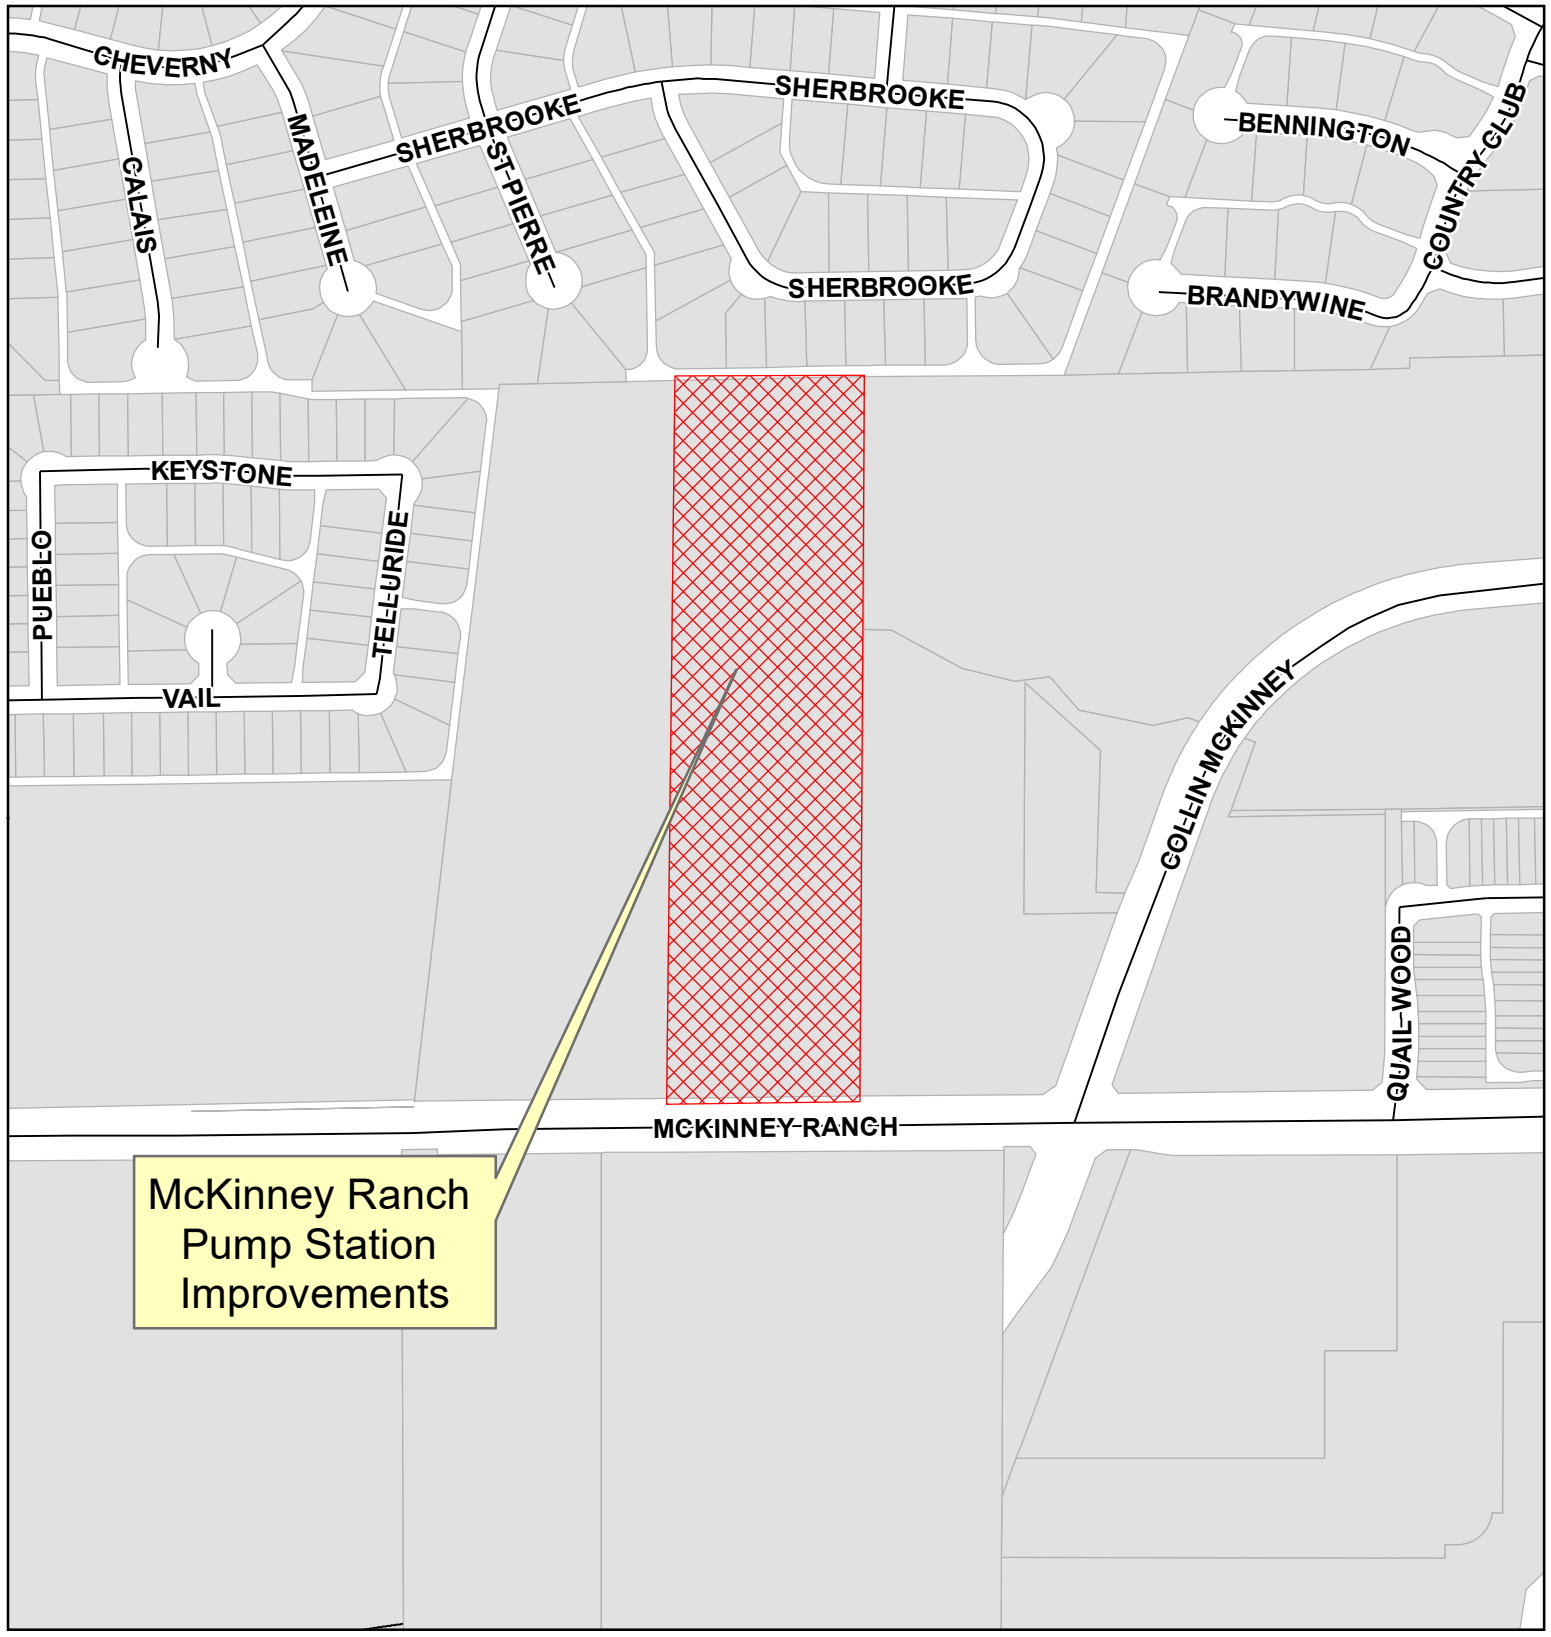 CHEVERNY
SHERBROOKE
SHERBROOKE
BENNINGTON
COUNTRY CLUB
MADELEINE
CALAIS
ST PIERRE
SHERBROOKE
BRANDYWINE
KEYSTONE
PUEBLO
TELLURIDE
VAIL
COLLIN MCKINNEY
QUAIL WOOD
MCKINNEY RANCH
McKinney Ranch
Pump Station
Improvements